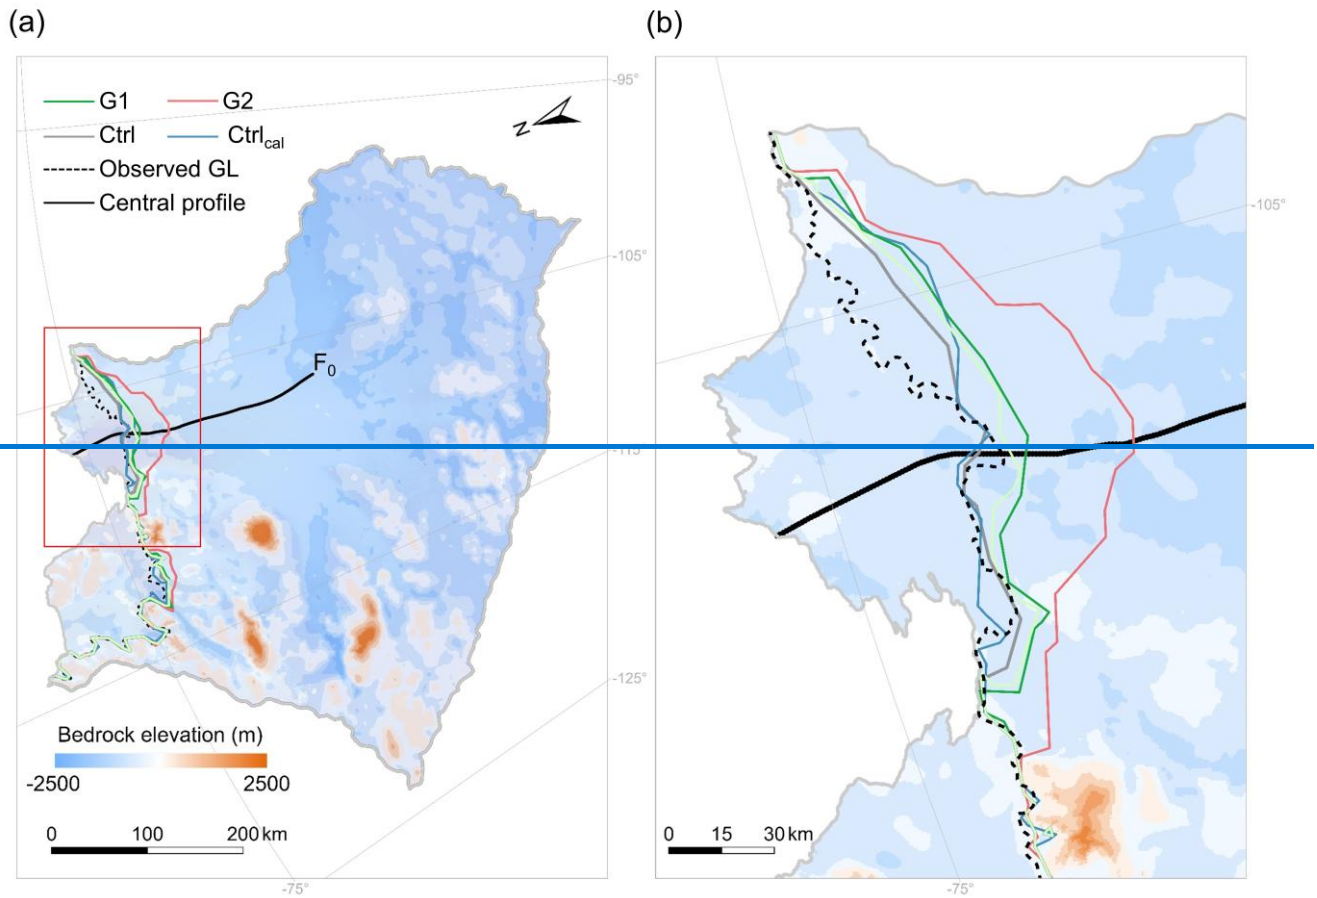 (a)
(b)
G1
G2
Ctrl
Ctrlcal
Observed GL
Central profile
N
-95°
-105°
-105°
F0
-125°
Bedrock elevation (m)
-2500
2500
0 100 200 km
0 15 30 km
-75°
-75°